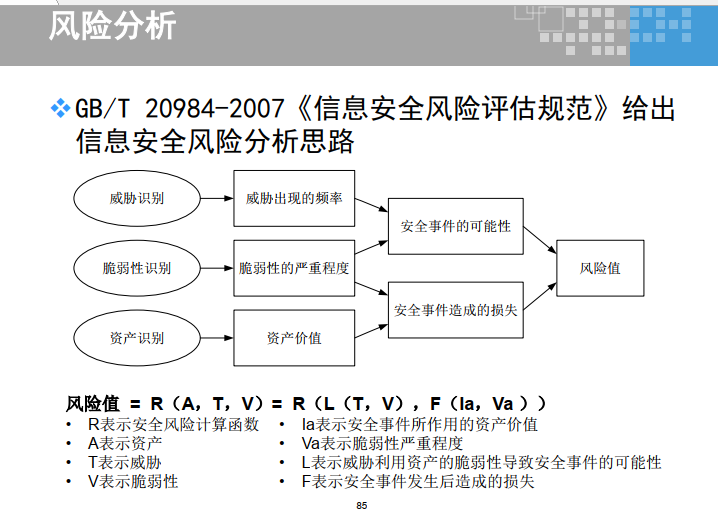 风险分析
GB/T 20984-2007《信息安全风险评估规范》给出
信息安全风险分析思路
威胁识别
威胁出现的频率
安全事件的可能性
脆弱性识别
脆弱性的严重程度
风险值
安全事件造成的损失
资产识别
资产价值
风险值 = R（A，T，V）= R（L（T，V），F（Ia，Va ））
• R表示安全风险计算函数
• A表示资产
• T表示威胁
• V表示脆弱性
• Ia表示安全事件所作用的资产价值
• Va表示脆弱性严重程度
• L表示威胁利用资产的脆弱性导致安全事件的可能性
• F表示安全事件发生后造成的损失
85